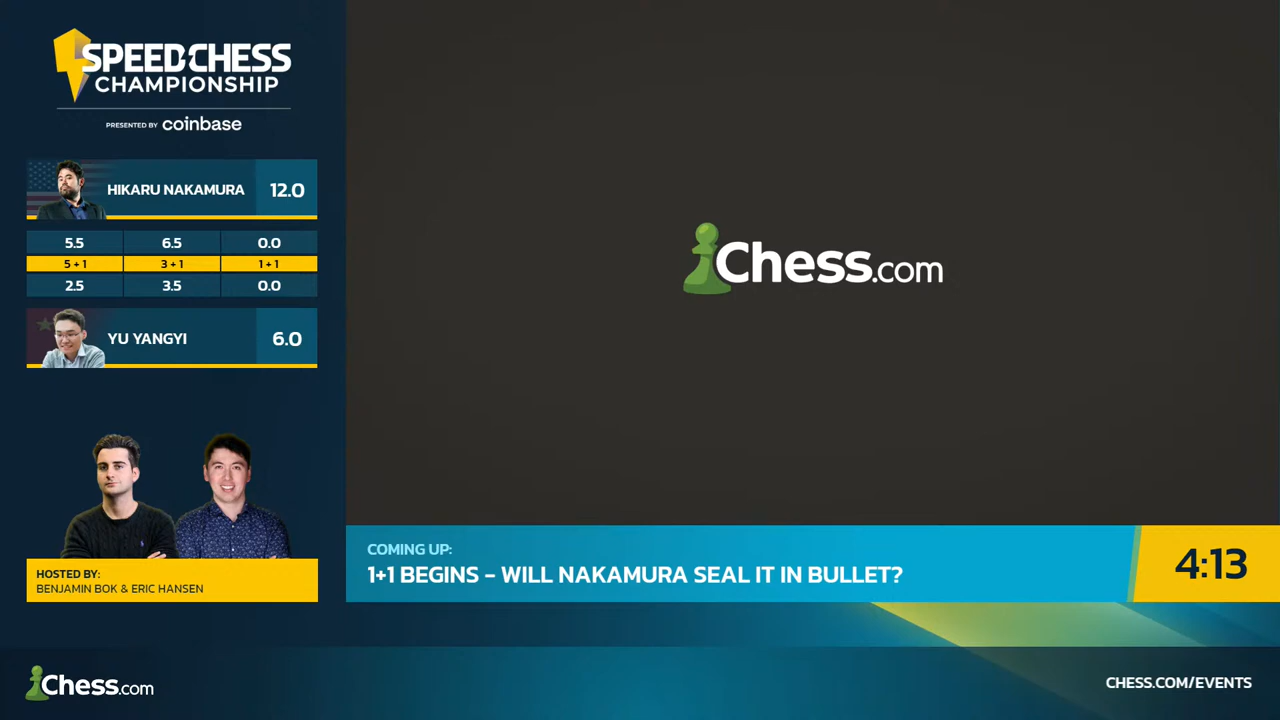 SPEED CHESS
CHAMPIONSHIP
PRESENTED BY coinbase
HIKARU NAKAMURA 12.0
5.5 6.5 0.0
5 + 1 3 + 1 1 + 1
2.5 3.5 0.0
YU YANGYI 6.0
HOSTED BY:
BENJAMIN BOK & ERIC HANSEN
Chess.com
COMING UP:
1+1 BEGINS - WILL NAKAMURA SEAL IT IN BULLET?
4:13
Chess.com
CHESS.COM/EVENTS